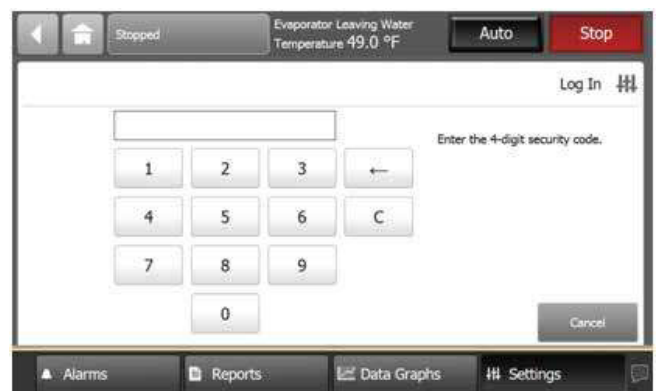 Stopped
Evaporator Leaving Water
Temperature 49.0 °F
Auto
Stop
Log In
Enter the 4-digit security code.
1 2 3 ←
4 5 6 C
7 8 9
0
Cancel
Alarms
Reports
Data Graphs
Settings